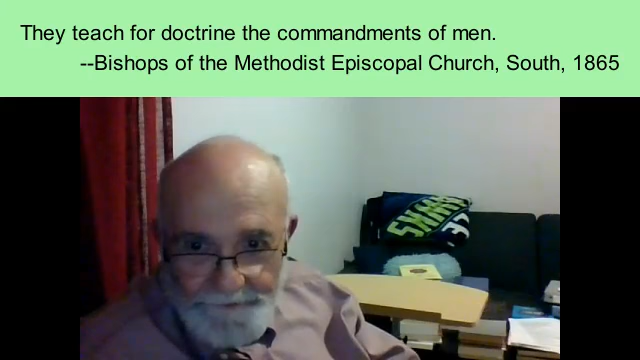 They teach for doctrine the commandments of men.
--Bishops of the Methodist Episcopal Church, South, 1865